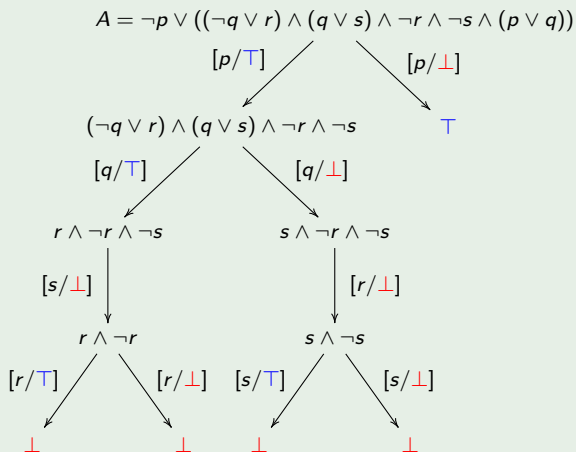 A = ¬p ∨ ((¬q ∨ r) ∧ (q ∨ s) ∧ ¬r ∧ ¬s ∧ (p ∨ q))
[p/⊤] [p/⊥]
(¬q ∨ r) ∧ (q ∨ s) ∧ ¬r ∧ ¬s ⊤
[q/⊤] [q/⊥]
r ∧ ¬r ∧ ¬s s ∧ ¬r ∧ ¬s
[s/⊥] [r/⊥]
r ∧ ¬r s ∧ ¬s
[r/⊤] [r/⊥] [s/⊤] [s/⊥]
⊥ ⊥ ⊥ ⊥